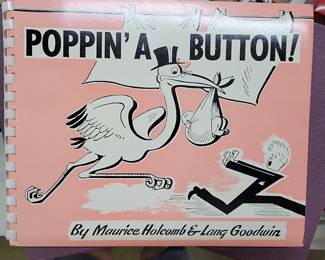 POPPIN' A BUTTON!
By Maurice Holcomb &- Lang Goodwin